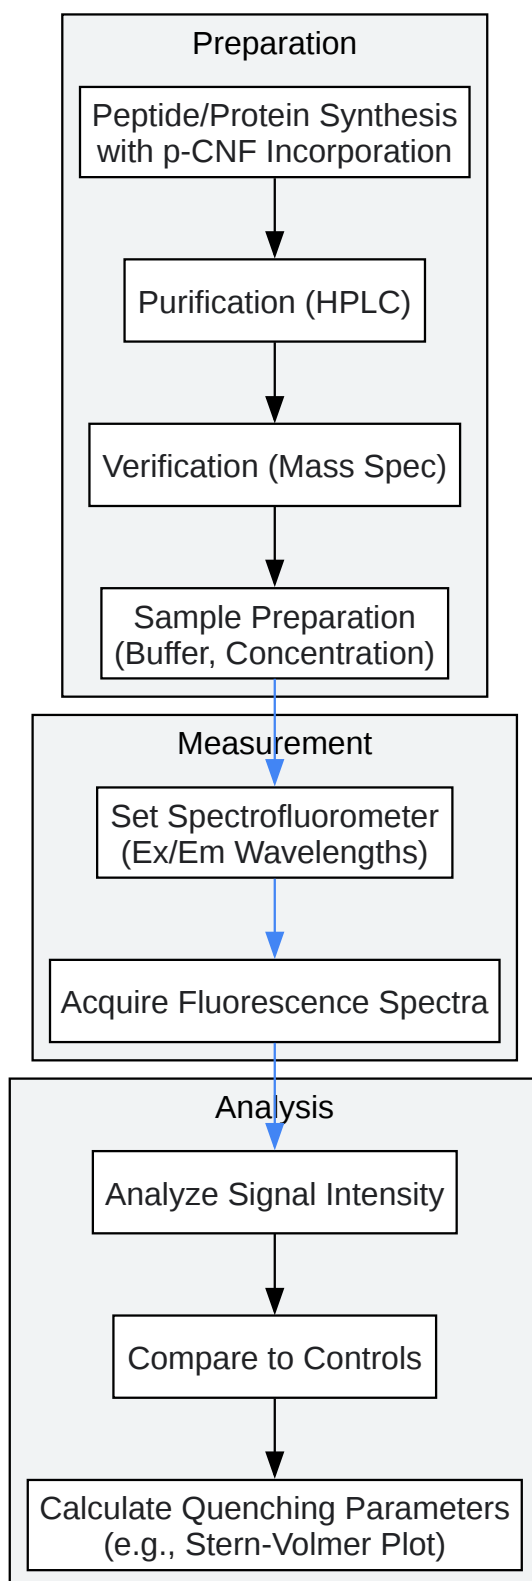 Preparation
Peptide/Protein Synthesis
with p-CNF Incorporation
Purification (HPLC)
Verification (Mass Spec)
Sample Preparation
(Buffer, Concentration)
Measurement
Set Spectrofluorometer
(Ex/Em Wavelengths)
Acquire Fluorescence Spectra
Analysis
Analyze Signal Intensity
Compare to Controls
Calculate Quenching Parameters
(e.g., Stern-Volmer Plot)